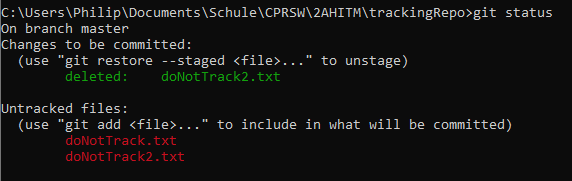 C:\Users\Philip\Documents\Schule\CPRSW\2AHITM\trackingRepo>git status
On branch master
Changes to be committed:
  (use "git restore --staged <file>..." to unstage)
        deleted:    doNotTrack2.txt

Untracked files:
  (use "git add <file>..." to include in what will be committed)
        doNotTrack.txt
        doNotTrack2.txt